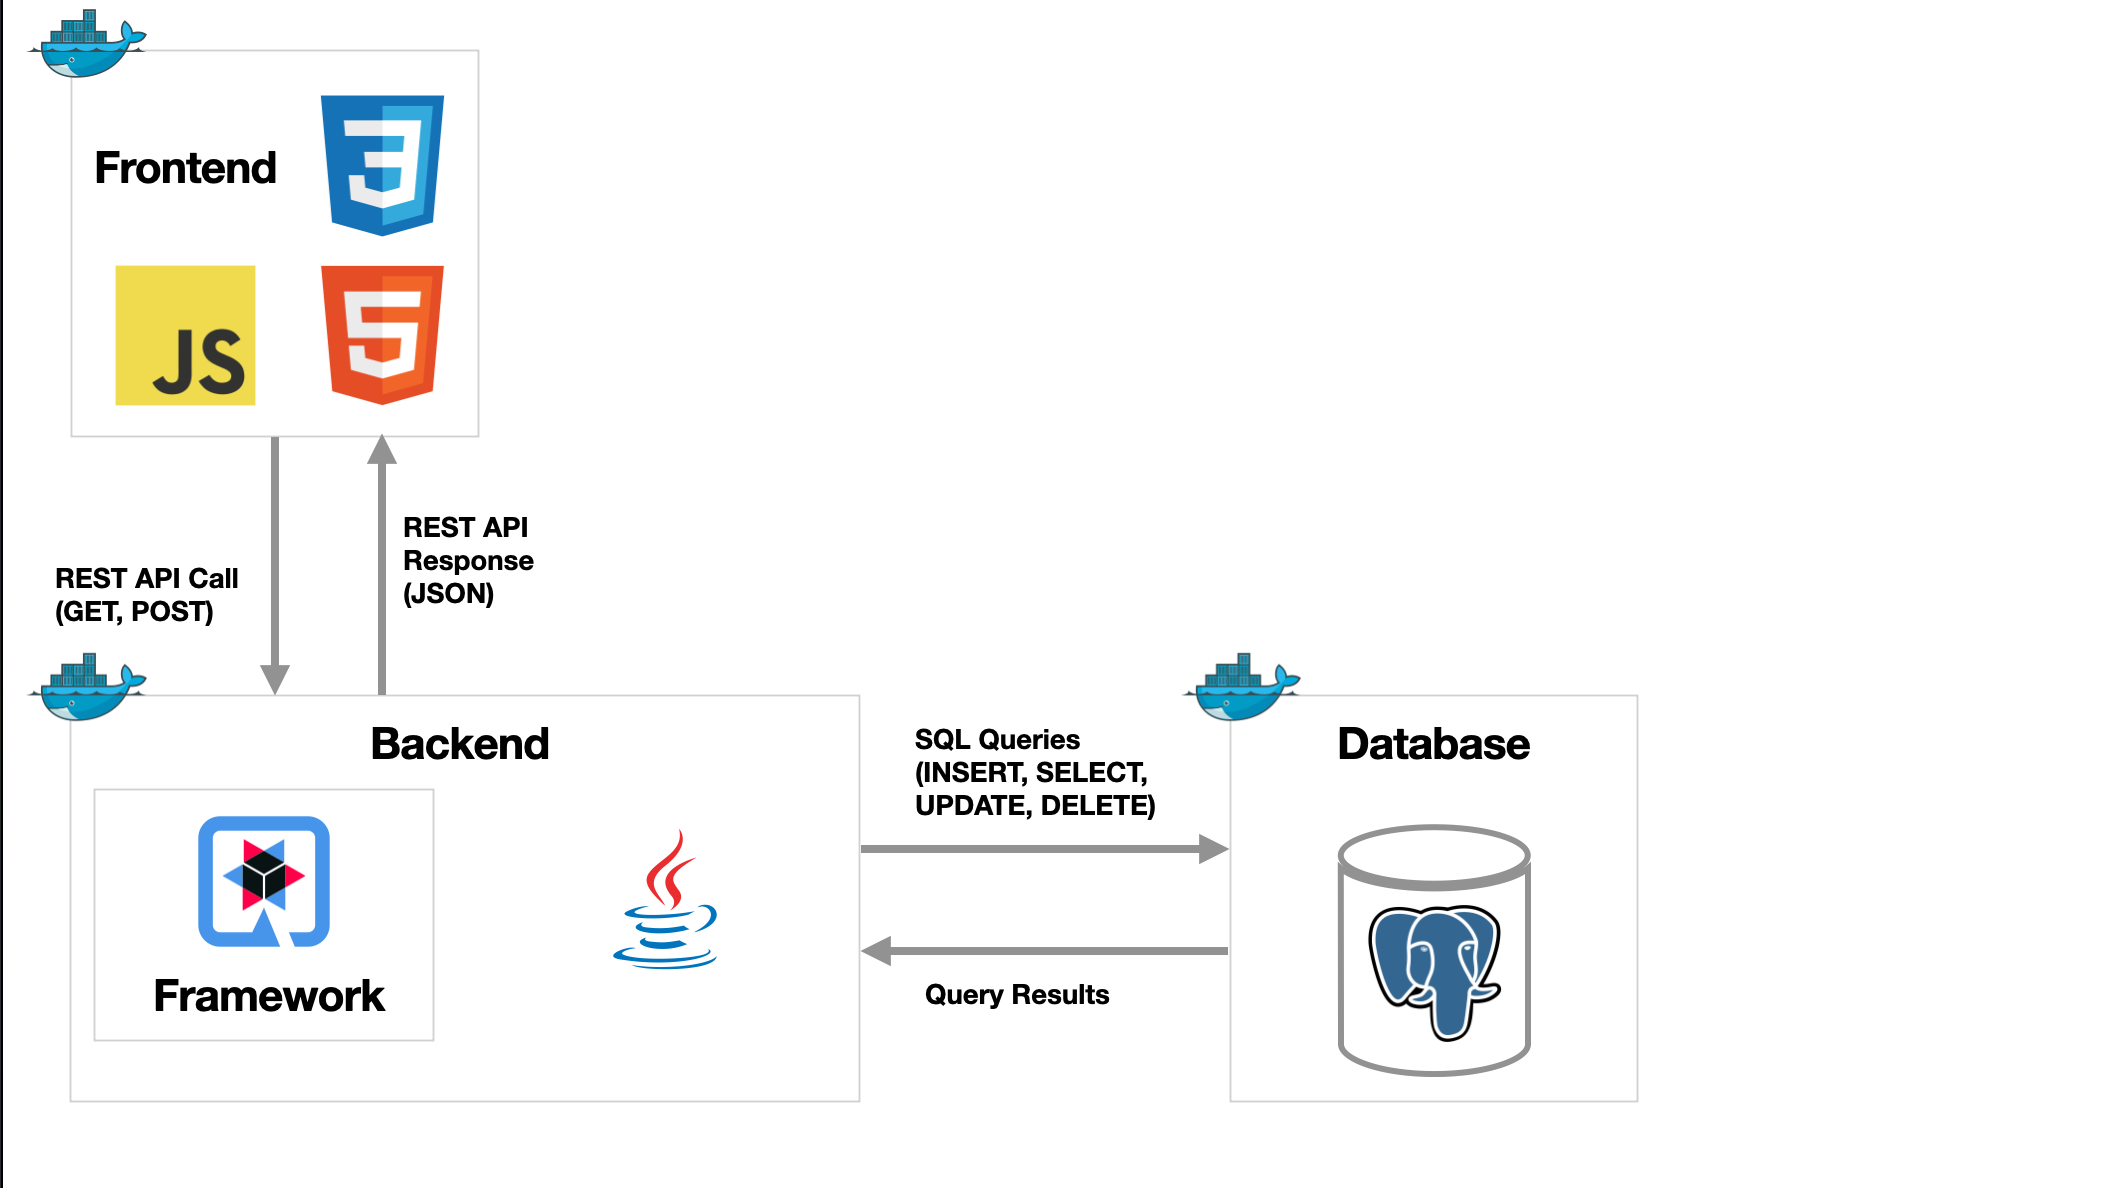 Frontend
JS
REST API Call
(GET, POST)
REST API
Response
(JSON)
Backend
Framework
SQL Queries
(INSERT, SELECT,
UPDATE, DELETE)
Query Results
Database